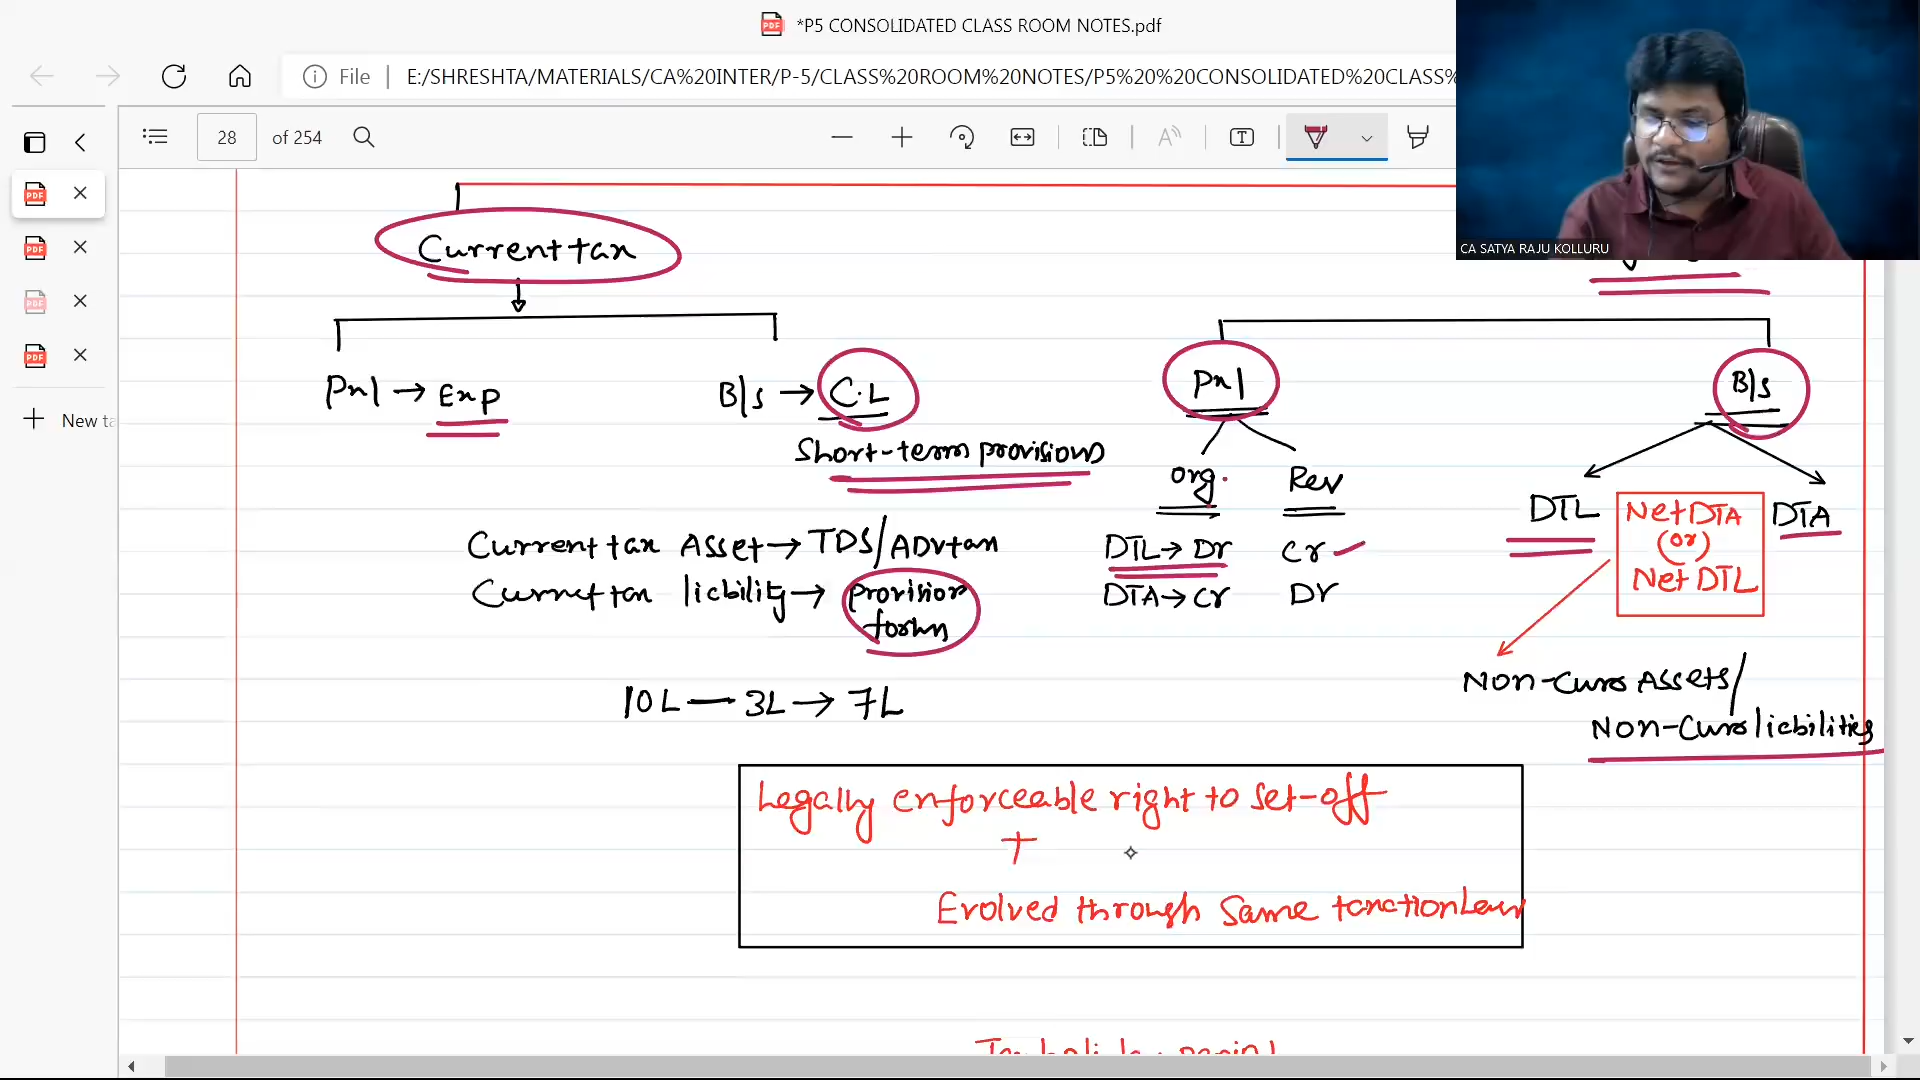 *P5 CONSOLIDATED CLASS ROOM NOTES.pdf
File
E:/SHRESHTA/MATERIALS/CA%20INTER/P-5/CLASS%20ROOM%20NOTES/P5%20%20CONSOLIDATED%20CLASS%
28 of 254
New ta
CA SATYA RAJU KOLLURU
Current tax
Pnl → Exp
B/s → C.L
Short-term provisions
Current tax Asset → TDS/ADv tax
Current tax liability → provision
for tax
10L — 3L → 7L
Pnl
Org.
Rev
DTL → Dr
Cr
DTA → Cr
Dr
B/s
DTL
Net DTA
(or)
Net DTL
DTA
Non-Curr Assets/
Non-Curr liabilities
Legally enforceable right to set-off
+
Evolved through same taxation Law